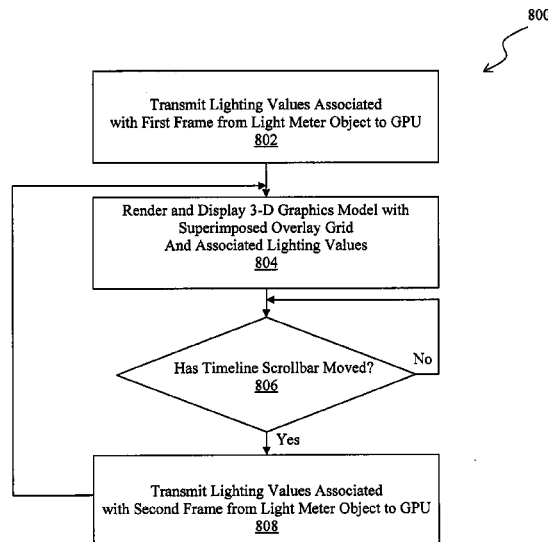 800
Transmit Lighting Values Associated
with First Frame from Light Meter Object to GPU
802
Render and Display 3-D Graphics Model with
Superimposed Overlay Grid
And Associated Lighting Values
804
Has Timeline Scrollbar Moved?
806
No
Yes
Transmit Lighting Values Associated
with Second Frame from Light Meter Object to GPU
808